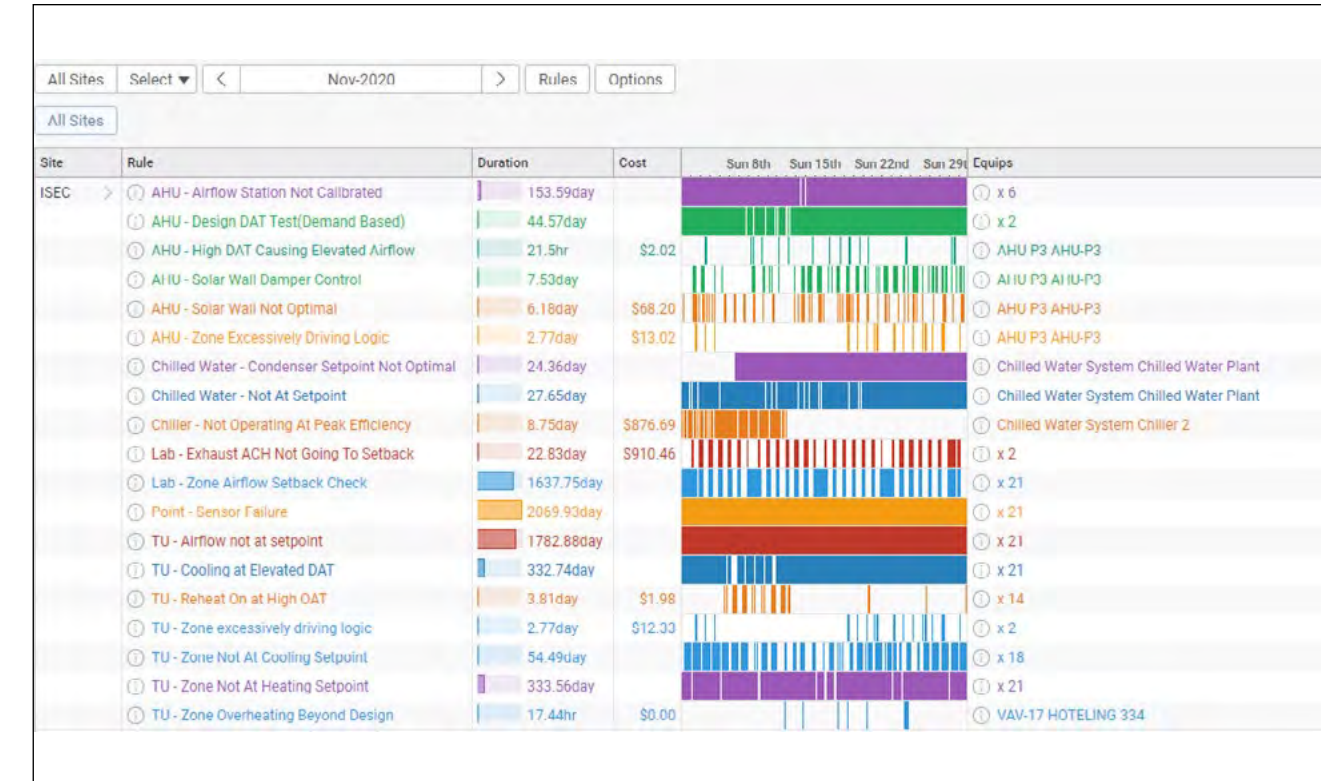 All Sites Select ▼ < Nov-2020 > Rules Options
All Sites
Site Rule Duration Cost Sun 8th Sun 15th Sun 22nd Sun 29t Equips
ISEC > AHU - Airflow Station Not Calibrated 153.59day x 6
AHU - Design DAT Test(Demand Based) 44.57day x 2
AHU - High DAT Causing Elevated Airflow 21.5hr $2.02 AHU P3 AHU-P3
AHU - Solar Wall Damper Control 7.53day AHU P3 AHU-P3
AHU - Solar Wall Not Optimal 6.18day $68.20 AHU P3 AHU-P3
AHU - Zone Excessively Driving Logic 2.77day $13.02 AHU P3 AHU-P3
Chilled Water - Condenser Setpoint Not Optimal 24.36day Chilled Water System Chilled Water Plant
Chilled Water - Not At Setpoint 27.65day Chilled Water System Chilled Water Plant
Chiller - Not Operating At Peak Efficiency 8.75day $876.69 Chilled Water System Chiller 2
Lab - Exhaust ACH Not Going To Setback 22.83day $910.46 x 2
Lab - Zone Airflow Setback Check 1637.75day x 21
Point - Sensor Failure 2069.93day x 21
TU - Airflow not at setpoint 1782.88day x 21
TU - Cooling at Elevated DAT 332.74day x 21
TU - Reheat On at High OAT 3.81day $1.98 x 14
TU - Zone excessively driving logic 2.77day $12.33 x 2
TU - Zone Not At Cooling Setpoint 54.49day x 18
TU - Zone Not At Heating Setpoint 333.56day x 21
TU - Zone Overheating Beyond Design 17.44hr $0.00 VAV-17 HOTELING 334